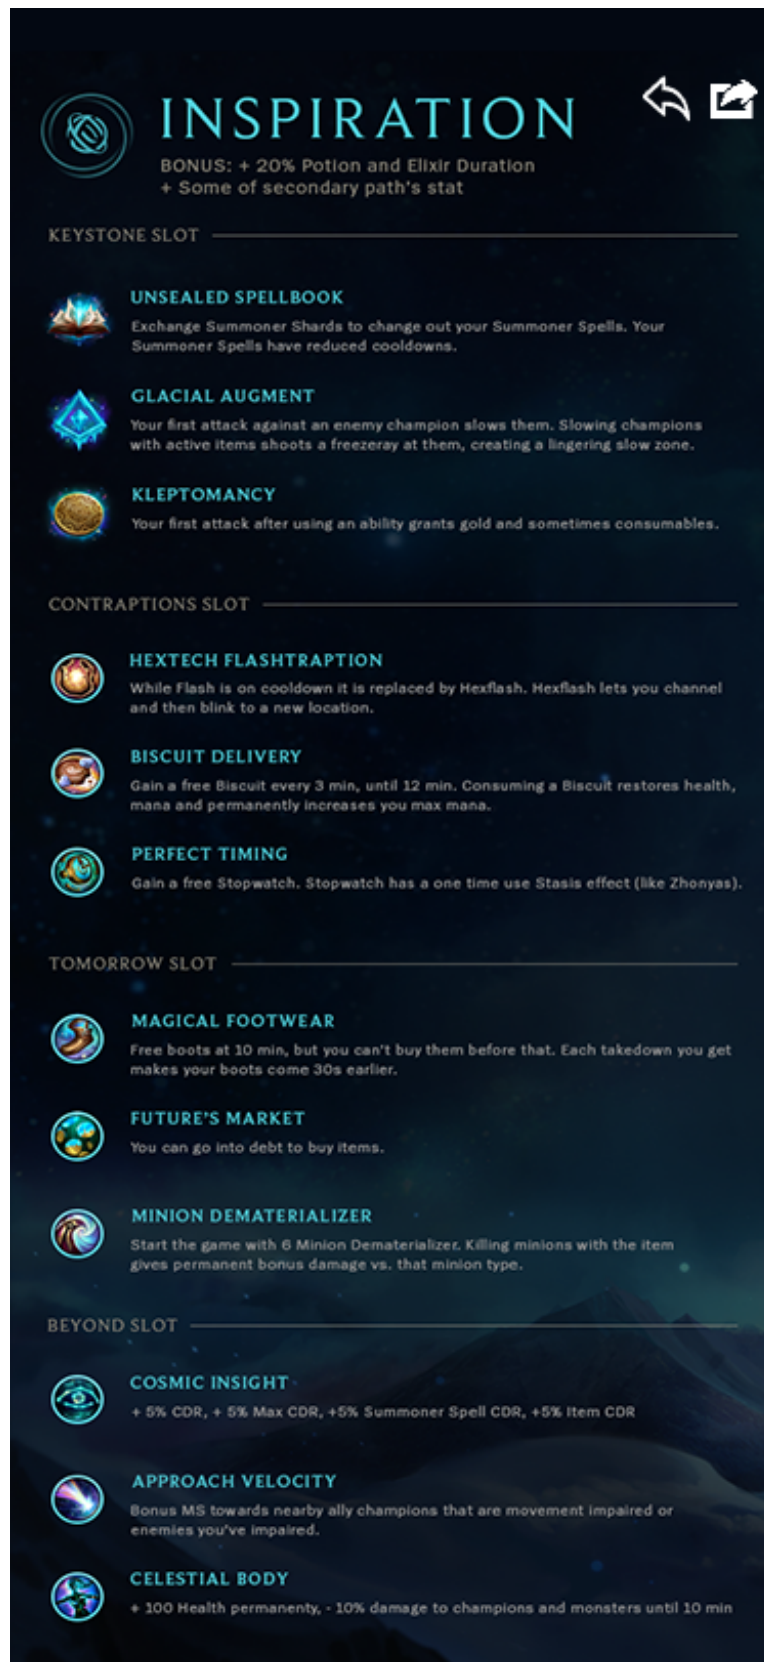 INSPIRATION
BONUS: + 20% Potion and Elixir Duration
+ Some of secondary path's stat
KEYSTONE SLOT
UNSEALED SPELLBOOK
Exchange Summoner Shards to change out your Summoner Spells. Your
Summoner Spells have reduced cooldowns.
GLACIAL AUGMENT
Your first attack against an enemy champion slows them. Slowing champions
with active items shoots a freezeray at them, creating a lingering slow zone.
KLEPTOMANCY
Your first attack after using an ability grants gold and sometimes consumables.
CONTRAPTIONS SLOT
HEXTECH FLASHTRAPTION
While Flash is on cooldown it is replaced by Hexflash. Hexflash lets you channel
and then blink to a new location.
BISCUIT DELIVERY
Gain a free Biscuit every 3 min, until 12 min. Consuming a Biscuit restores health,
mana and permanently increases you max mana.
PERFECT TIMING
Gain a free Stopwatch. Stopwatch has a one time use Stasis effect (like Zhonyas).
TOMORROW SLOT
MAGICAL FOOTWEAR
Free boots at 10 min, but you can't buy them before that. Each takedown you get
makes your boots come 30s earlier.
FUTURE'S MARKET
You can go into debt to buy items.
MINION DEMATERIALIZER
Start the game with 6 Minion Dematerializer. Killing minions with the item
gives permanent bonus damage vs. that minion type.
BEYOND SLOT
COSMIC INSIGHT
+ 5% CDR, + 5% Max CDR, +5% Summoner Spell CDR, +5% Item CDR
APPROACH VELOCITY
Bonus MS towards nearby ally champions that are movement impaired or
enemies you've impaired.
CELESTIAL BODY
+ 100 Health permanenty, - 10% damage to champions and monsters until 10 min